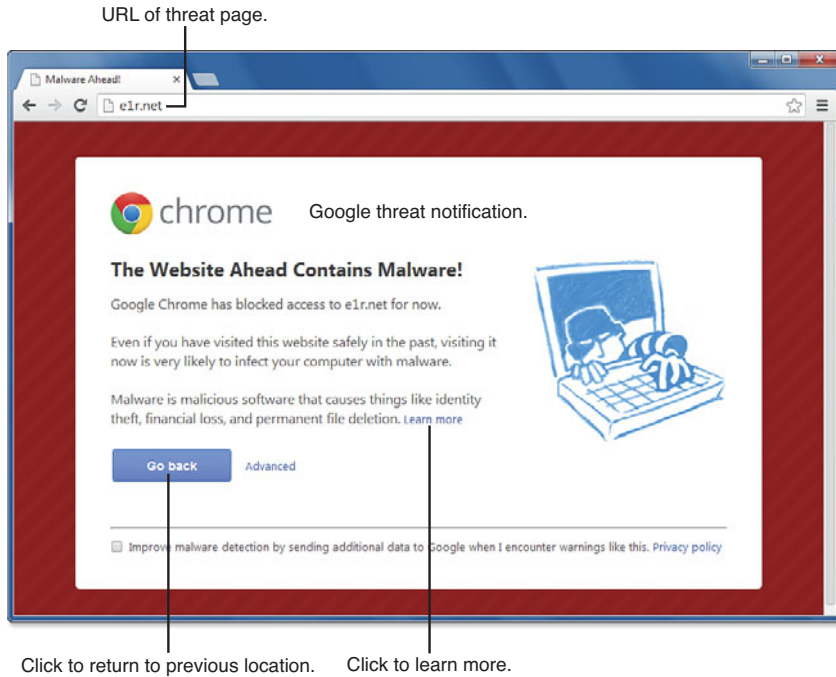 URL of threat page.
Malware Ahead!
e1r.net
chrome
Google threat notification.
The Website Ahead Contains Malware!
Google Chrome has blocked access to e1r.net for now.
Even if you have visited this website safely in the past, visiting it
now is very likely to infect your computer with malware.
Malware is malicious software that causes things like identity
theft, financial loss, and permanent file deletion. Learn more
Go back
Advanced
Improve malware detection by sending additional data to Google when I encounter warnings like this. Privacy policy
Click to return to previous location.
Click to learn more.